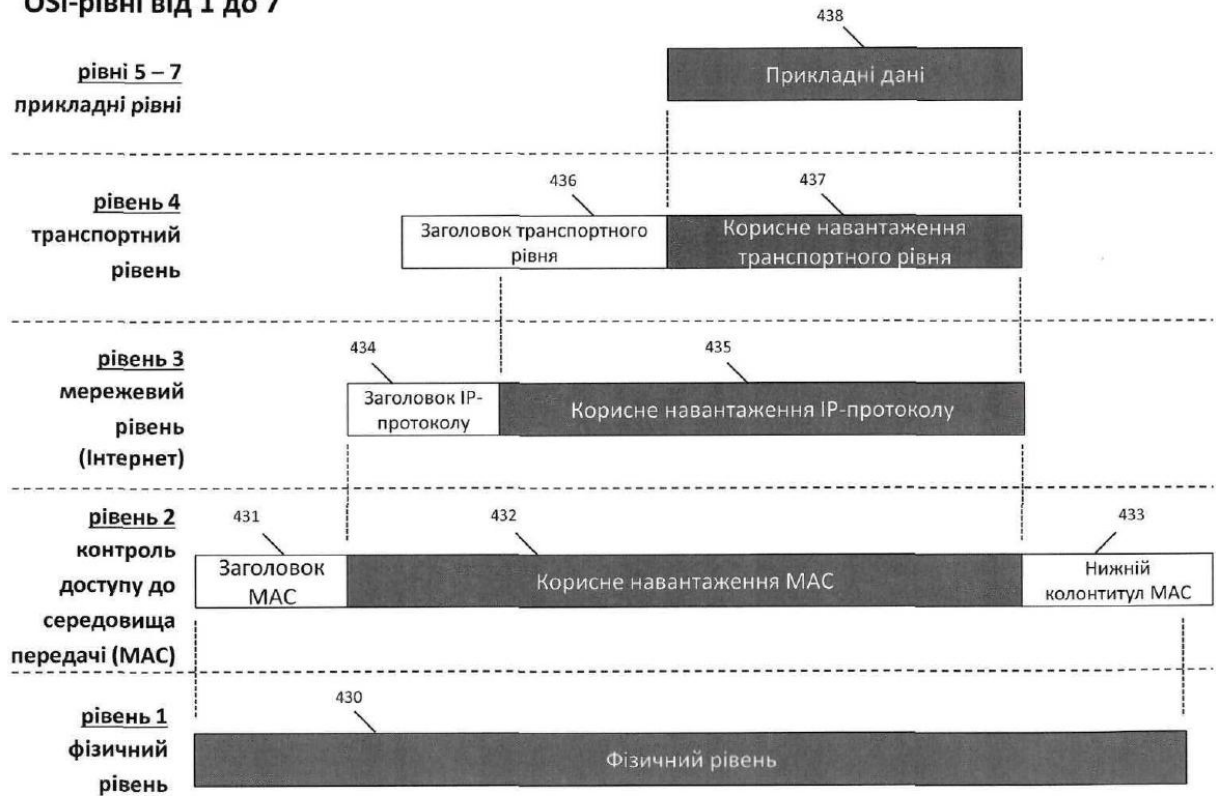 OSI-рівні від 1 до 7
438
рівні 5 – 7
прикладні рівні
Прикладні дані
436
437
рівень 4
транспортний
рівень
Заголовок транспортного
рівня
Корисне навантаження
транспортного рівня
434
435
рівень 3
мережевий
рівень
(Інтернет)
Заголовок IP-
протоколу
Корисне навантаження IP-протоколу
431
432
433
рівень 2
контроль
доступу до
середовища
передачі (MAC)
Заголовок
MAC
Корисне навантаження MAC
Нижній
колонтитул MAC
430
рівень 1
фізичний
рівень
Фізичний рівень